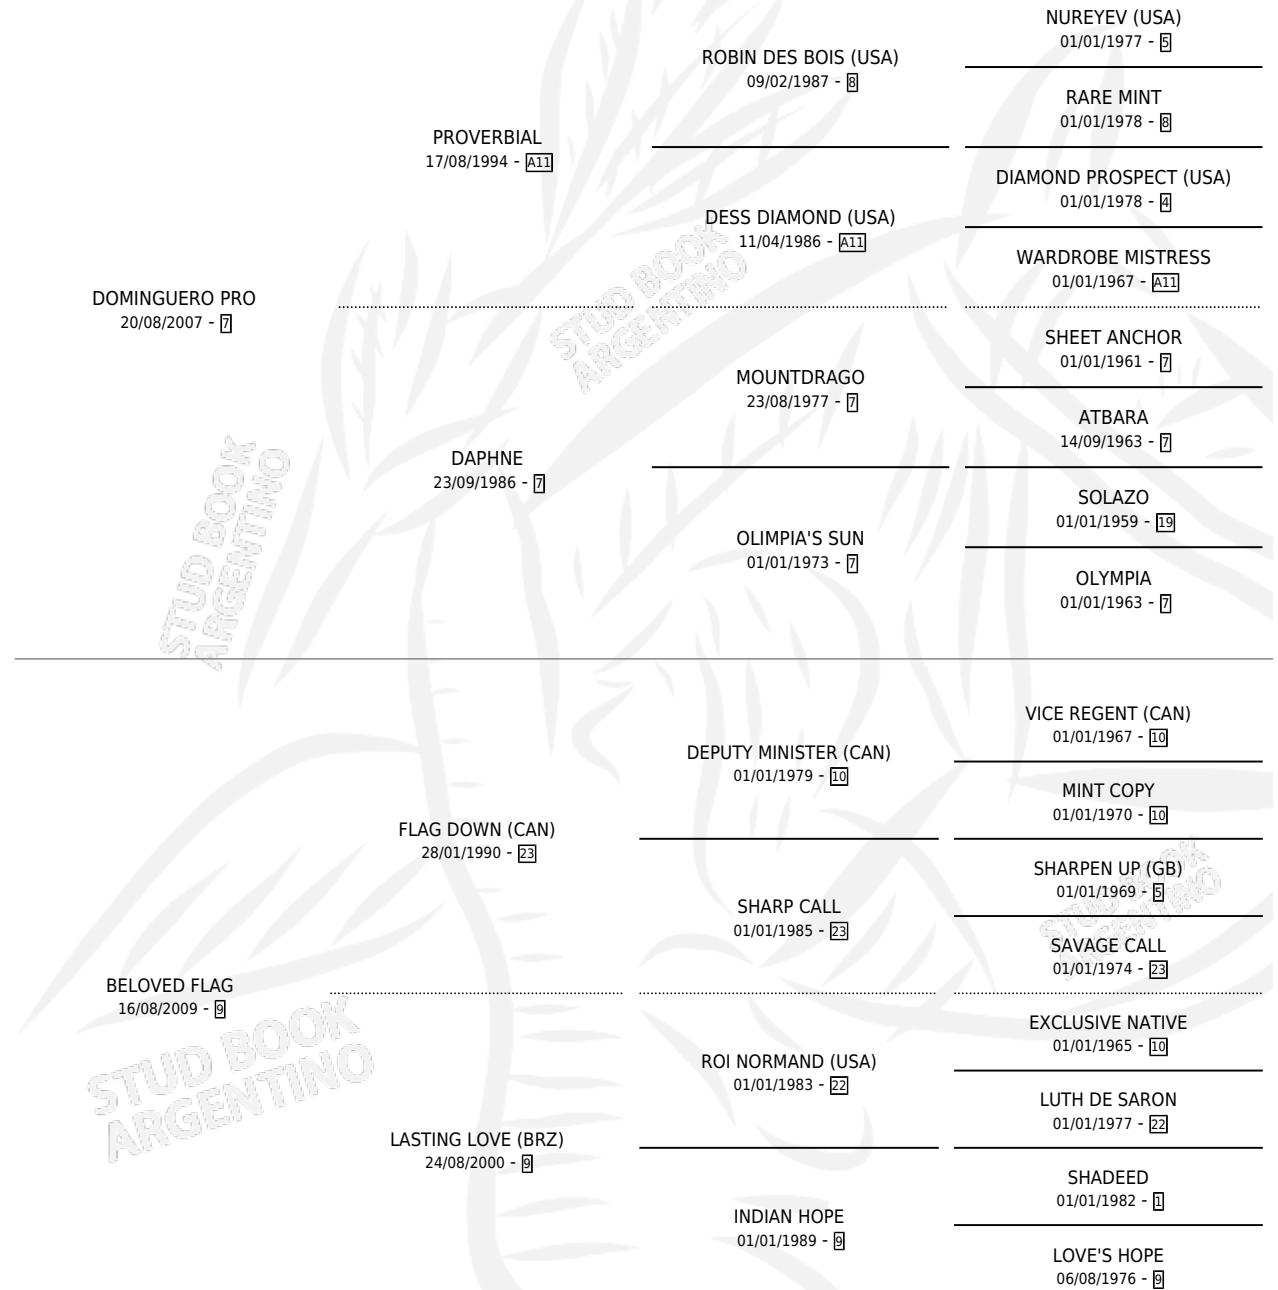 NUREYEV (USA)
01/01/1977 - 5
ROBIN DES BOIS (USA)
09/02/1987 - 8
RARE MINT
01/01/1978 - 8
PROVERBIAL
17/08/1994 - A11
DIAMOND PROSPECT (USA)
01/01/1978 - 4
DESS DIAMOND (USA)
11/04/1986 - A11
WARDROBE MISTRESS
01/01/1967 - A11
DOMINGUERO PRO
20/08/2007 - 7
SHEET ANCHOR
01/01/1961 - 7
MOUNTDRAGO
23/08/1977 - 7
ATBARA
14/09/1963 - 7
DAPHNE
23/09/1986 - 7
SOLAZO
01/01/1959 - 19
OLIMPIA'S SUN
01/01/1973 - 7
OLYMPIA
01/01/1963 - 7
STUD BOOK
ARGENTINO
STUD BOOK
ARGENTINO
VICE REGENT (CAN)
01/01/1967 - 10
DEPUTY MINISTER (CAN)
01/01/1979 - 10
MINT COPY
01/01/1970 - 10
FLAG DOWN (CAN)
28/01/1990 - 23
SHARPEN UP (GB)
01/01/1969 - 5
SHARP CALL
01/01/1985 - 23
SAVAGE CALL
01/01/1974 - 23
STUD BOOK
ARGENTINO
BELOVED FLAG
16/08/2009 - 9
EXCLUSIVE NATIVE
01/01/1965 - 10
ROI NORMAND (USA)
01/01/1983 - 22
LUTH DE SARON
01/01/1977 - 22
STUD BOOK
ARGENTINO
LASTING LOVE (BRZ)
24/08/2000 - 9
SHADEED
01/01/1982 - 1
INDIAN HOPE
01/01/1989 - 9
LOVE'S HOPE
06/08/1976 - 9